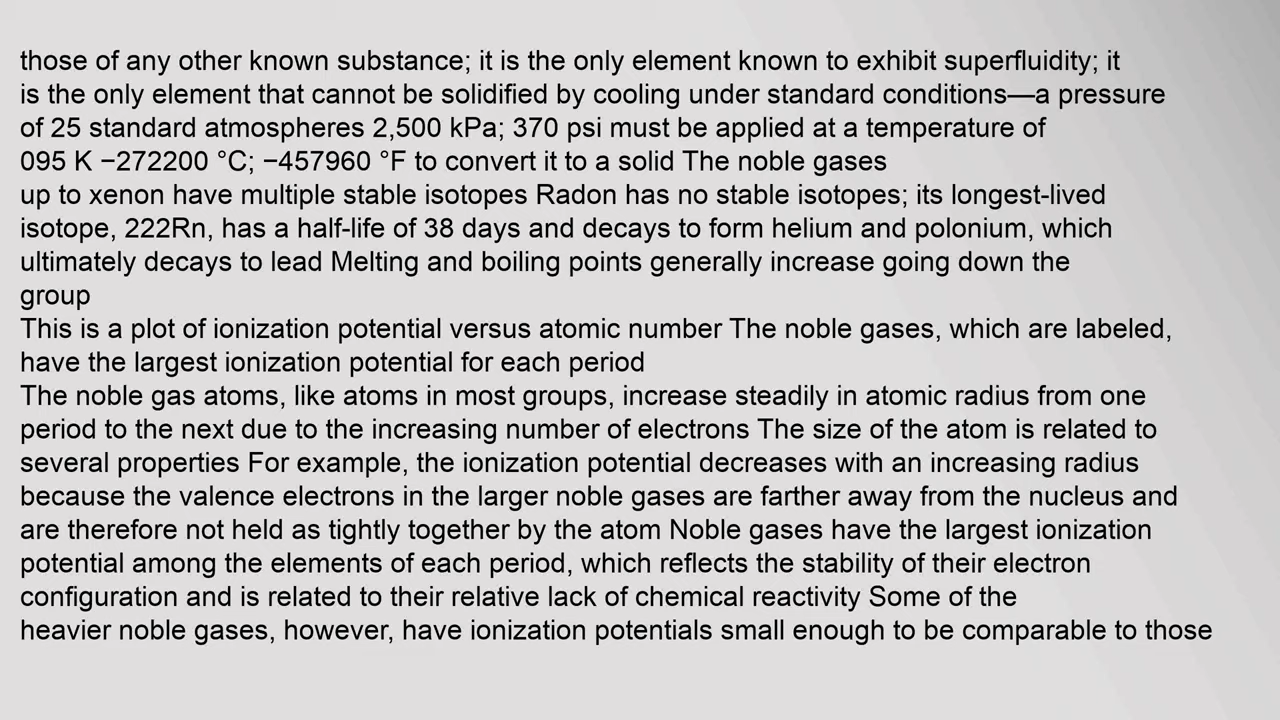 those of any other known substance; it is the only element known to exhibit superfluidity; it
is the only element that cannot be solidified by cooling under standard conditions—a pressure
of 25 standard atmospheres 2,500 kPa; 370 psi must be applied at a temperature of
095 K −272200 °C; −457960 °F to convert it to a solid The noble gases
up to xenon have multiple stable isotopes Radon has no stable isotopes; its longest-lived
isotope, 222Rn, has a half-life of 38 days and decays to form helium and polonium, which
ultimately decays to lead Melting and boiling points generally increase going down the
group
This is a plot of ionization potential versus atomic number The noble gases, which are labeled,
have the largest ionization potential for each period
The noble gas atoms, like atoms in most groups, increase steadily in atomic radius from one
period to the next due to the increasing number of electrons The size of the atom is related to
several properties For example, the ionization potential decreases with an increasing radius
because the valence electrons in the larger noble gases are farther away from the nucleus and
are therefore not held as tightly together by the atom Noble gases have the largest ionization
potential among the elements of each period, which reflects the stability of their electron
configuration and is related to their relative lack of chemical reactivity Some of the
heavier noble gases, however, have ionization potentials small enough to be comparable to those